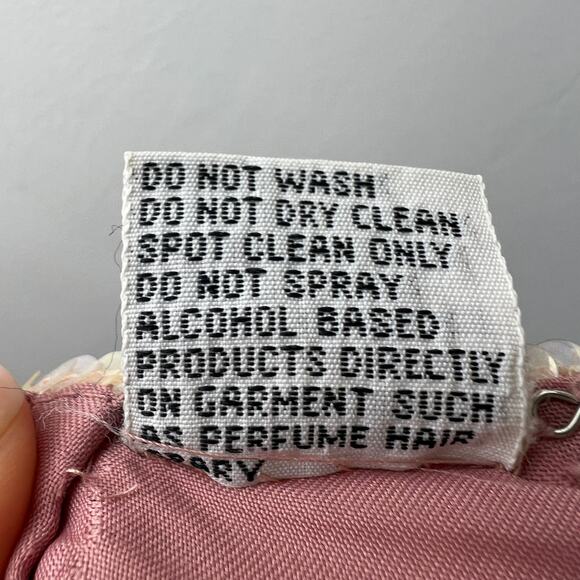 DO NOT WASH
DO NOT DRY CLEAN
SPOT CLEAN ONLY
DO NOT SPRAY
ALCOHOL BASED
PRODUCTS DIRECTLY
ON GARMENT SUCH
AS PERFUME HAIR